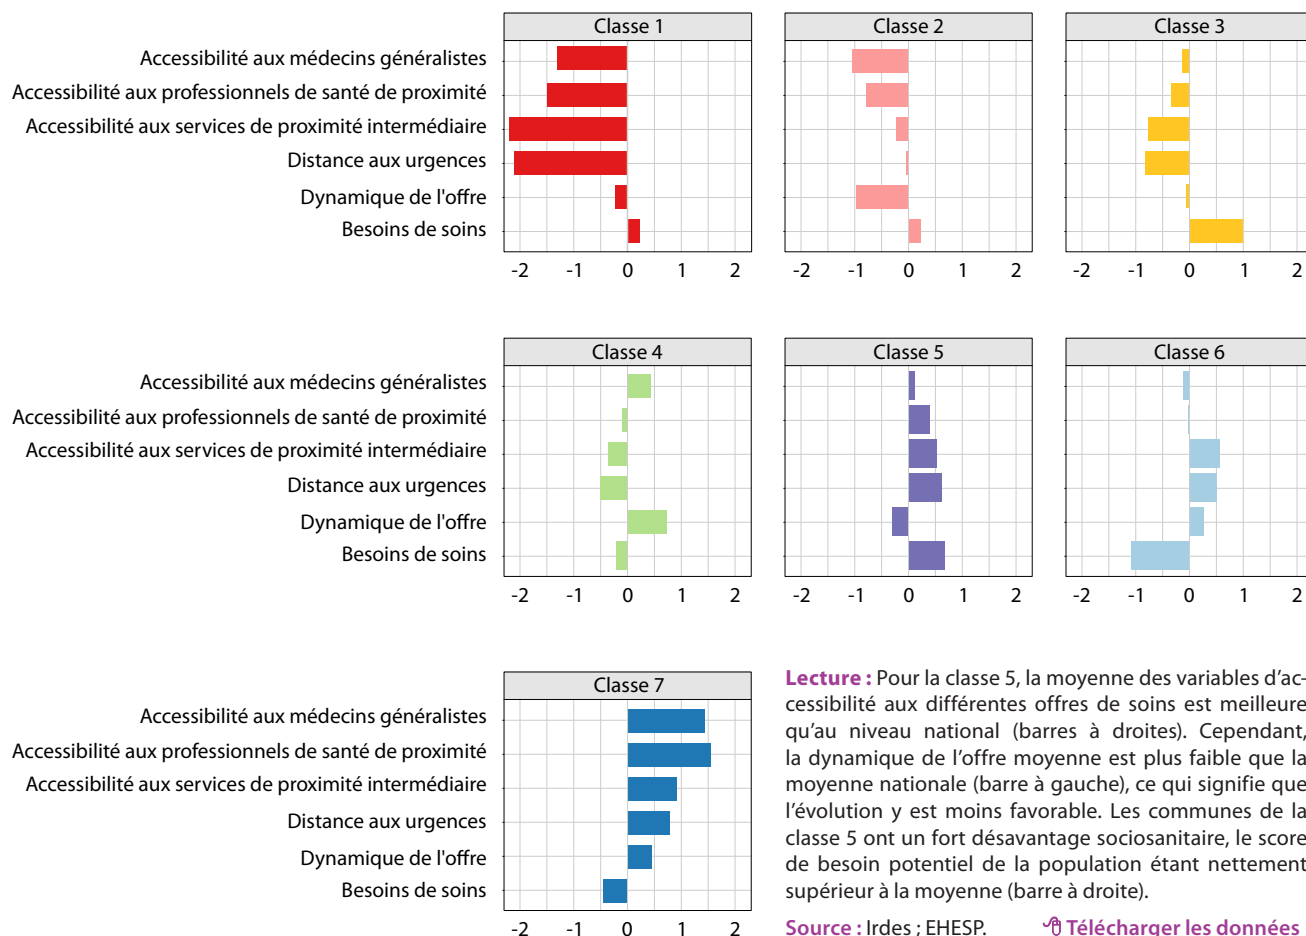 Classe 1
Classe 2
Classe 3
Accessibilité aux médecins généralistes
Accessibilité aux professionnels de santé de proximité
Accessibilité aux services de proximité intermédiaire
Distance aux urgences
Dynamique de l'offre
Besoins de soins
-2 -1 0 1 2
-2 -1 0 1 2
-2 -1 0 1 2
Classe 4
Classe 5
Classe 6
Accessibilité aux médecins généralistes
Accessibilité aux professionnels de santé de proximité
Accessibilité aux services de proximité intermédiaire
Distance aux urgences
Dynamique de l'offre
Besoins de soins
-2 -1 0 1 2
-2 -1 0 1 2
-2 -1 0 1 2
Classe 7
Accessibilité aux médecins généralistes
Accessibilité aux professionnels de santé de proximité
Accessibilité aux services de proximité intermédiaire
Distance aux urgences
Dynamique de l'offre
Besoins de soins
-2 -1 0 1 2
Lecture : Pour la classe 5, la moyenne des variables d'ac-
cessibilité aux différentes offres de soins est meilleure
qu'au niveau national (barres à droites). Cependant,
la dynamique de l'offre moyenne est plus faible que la
moyenne nationale (barre à gauche), ce qui signifie que
l'évolution y est moins favorable. Les communes de la
classe 5 ont un fort désavantage sociosanitaire, le score
de besoin potentiel de la population étant nettement
supérieur à la moyenne (barre à droite).
Source : Irdes ; EHESP. Télécharger les données